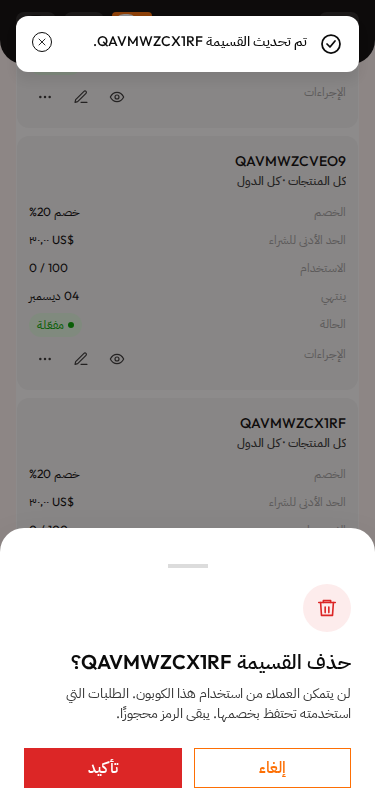 تم تحديث القسيمة QAVMWZCX1RF.
الإجراءات
QAVMWZCVEO9
كل المنتجات · كل الدول
الخصم
خصم 20%
الحد الأدنى للشراء
US$ ٣٠,٠٠
الاستخدام
0 / 100
ينتهي
04 ديسمبر
الحالة
مفعّلة
الإجراءات
QAVMWZCX1RF
كل المنتجات · كل الدول
الخصم
خصم 20%
الحد الأدنى للشراء
US$ ٣٠,٠٠
حذف القسيمة QAVMWZCX1RF؟
لن يتمكن العملاء من استخدام هذا الكوبون. الطلبات التي
استخدمته تحتفظ بخصمها. يبقى الرمز محجوزًا.
إلغاء
تأكيد